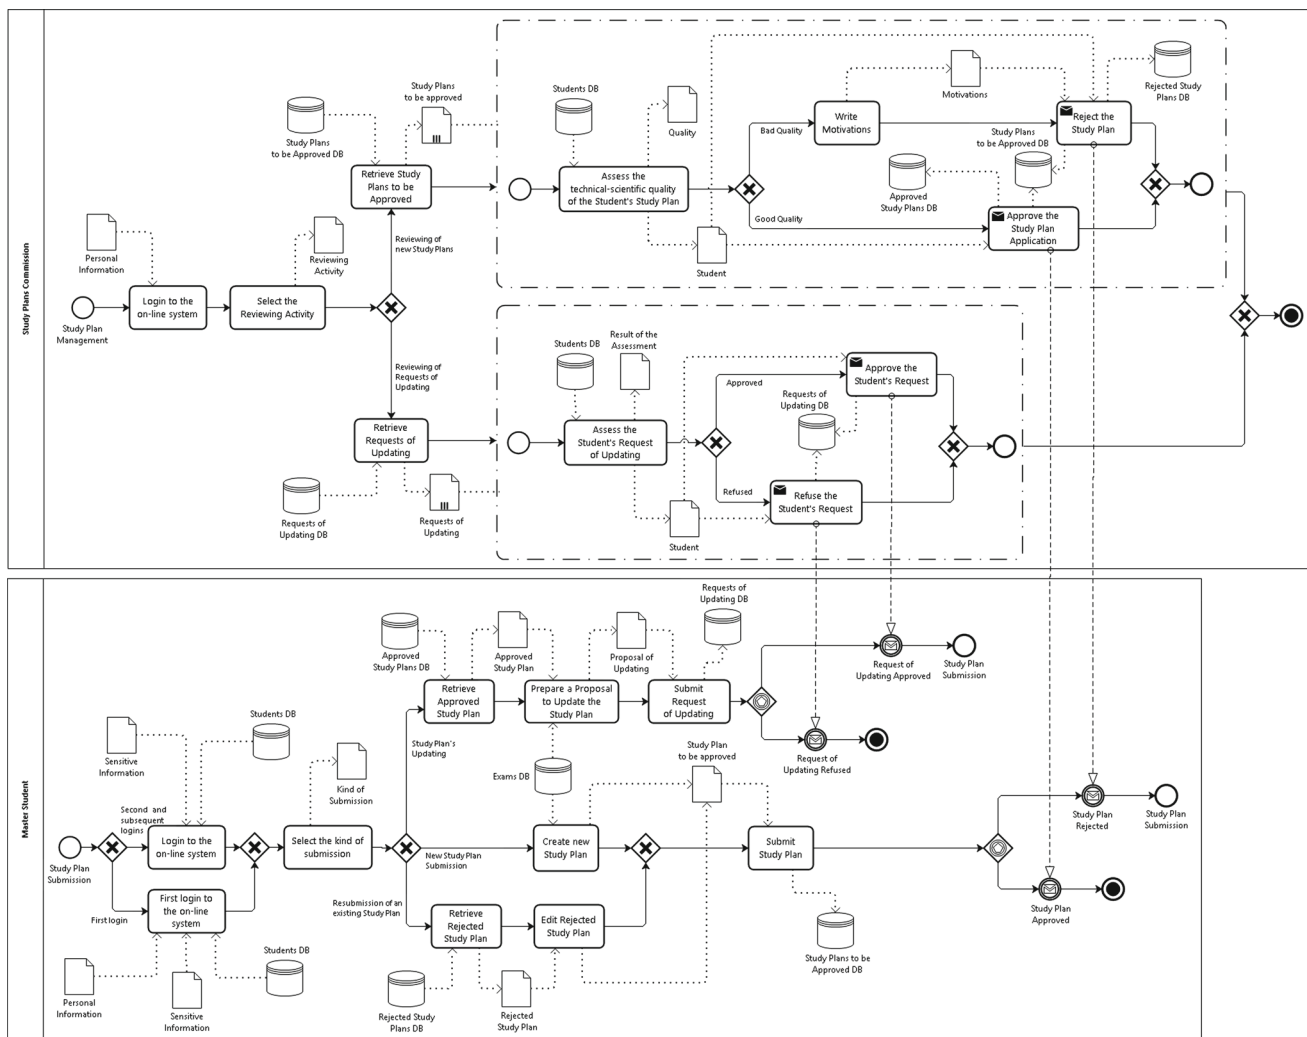 Study Plans Commission
Study Plan
Management
Personal
Information
Login to the
on-line system
Select the
Reviewing Activity
Reviewing
Activity
Reviewing of
new Study Plans
Reviewing of
Requests of
Updating
Study Plans
to be Approved DB
Study Plans
to be approved
Retrieve Study
Plans to be
Approved
Retrieve
Requests of
Updating
Requests of
Updating DB
Requests of
Updating
Students DB
Quality
Assess the
technical-scientific quality
of the Student's Study Plan
Student
Bad Quality
Good Quality
Write
Motivations
Motivations
Reject the
Study Plan
Rejected Study
Plans DB
Study Plans
to be Approved DB
Approved
Study Plans DB
Approve the
Study Plan
Application
Students DB
Result of the
Assessment
Assess the
Student's Request
of Updating
Student
Approved
Refused
Approve the
Student's Request
Requests of
Updating DB
Refuse the
Student's Request
Master Student
Study Plan
Submission
Second and
subsequent
logins
First login
Sensitive
Information
Students DB
Login to the
on-line system
First login to
the on-line
system
Personal
Information
Sensitive
Information
Students DB
Kind of
Submission
Select the kind of
submission
Study Plan's
Updating
New Study Plan
Submission
Resubmission of an
existing Study Plan
Approved
Study Plans DB
Approved
Study Plan
Proposal of
Updating
Requests of
Updating DB
Retrieve
Approved
Study Plan
Prepare a Proposal
to Update the
Study Plan
Submit
Request
of Updating
Request of
Updating Approved
Study Plan
Submission
Request of
Updating Refused
Exams DB
Study Plan
to be approved
Create new
Study Plan
Submit
Study Plan
Retrieve
Rejected
Study Plan
Edit Rejected
Study Plan
Rejected Study
Plans DB
Rejected
Study Plan
Study Plans to be
Approved DB
Study Plan
Rejected
Study Plan
Submission
Study Plan
Approved